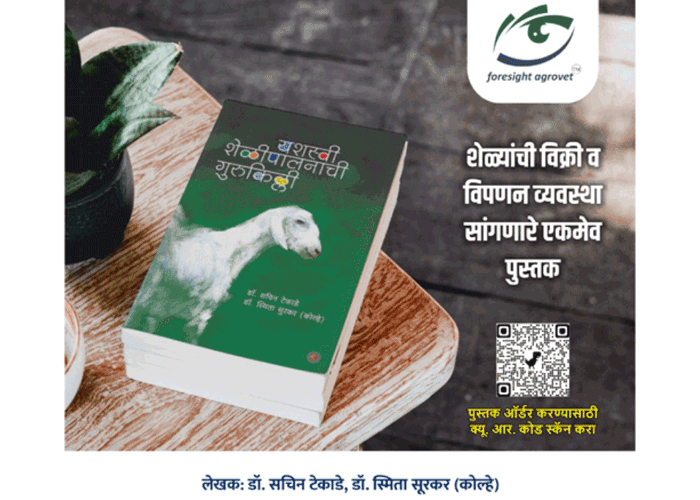 foresight agrovet
TM
यशस्वी
शेळीपालनाची
गुरुकिल्ली
डॉ. सचिन टेकाडे
डॉ. स्मिता सूरकर (कोल्हे)
शेळ्यांची विक्री व
विपणन व्यवस्था
सांगणारे एकमेव
पुस्तक
पुस्तक ऑर्डर करण्यासाठी
क्यू. आर. कोड स्कॅन करा
लेखक: डॉ. सचिन टेकाडे, डॉ. स्मिता सूरकर (कोल्हे)